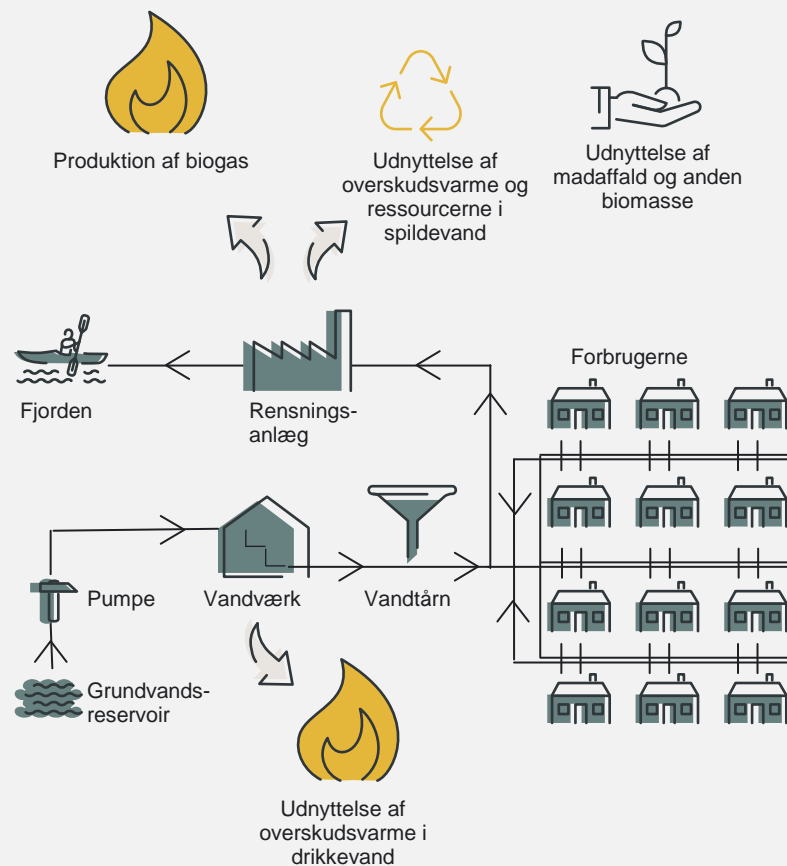 Produktion af biogas
Udnyttelse af
overskudsvarme og
ressourcerne i
spildevand
Udnyttelse af
madaffald og anden
biomasse
Fjorden
Rensnings-
anlæg
Forbrugerne
Pumpe
Vandværk
Vandtårn
Grundvands-
reservoir
Udnyttelse af
overskudsvarme i
drikkevand